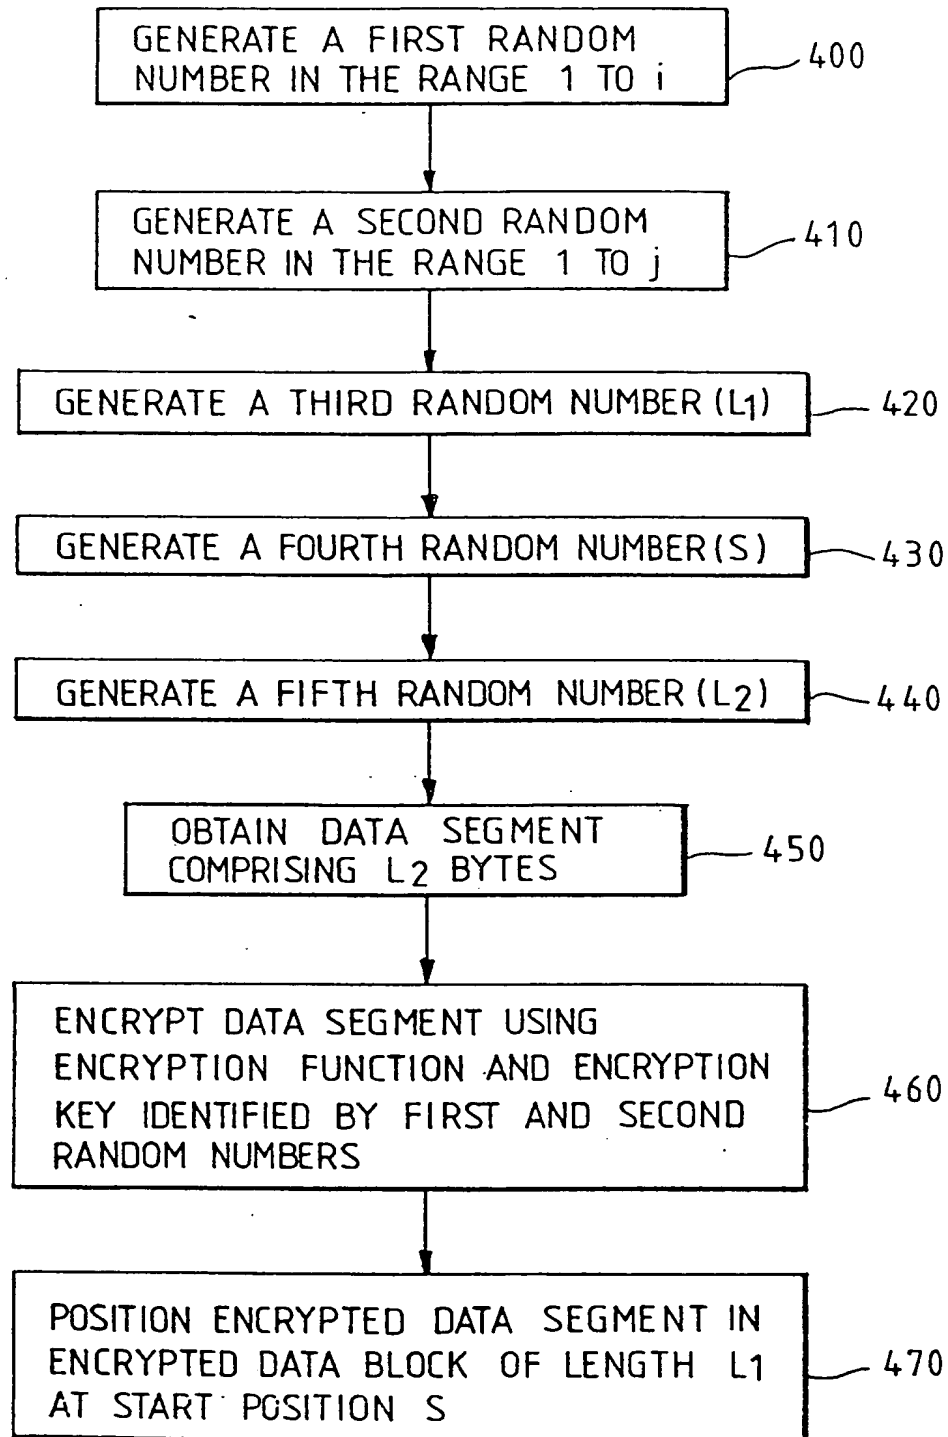 GENERATE A FIRST RANDOM
NUMBER IN THE RANGE 1 TO i
400
GENERATE A SECOND RANDOM
NUMBER IN THE RANGE 1 TO j
410
GENERATE A THIRD RANDOM NUMBER (L1)
420
GENERATE A FOURTH RANDOM NUMBER (S)
430
GENERATE A FIFTH RANDOM NUMBER (L2)
440
OBTAIN DATA SEGMENT
COMPRISING L2 BYTES
450
ENCRYPT DATA SEGMENT USING
ENCRYPTION FUNCTION AND ENCRYPTION
KEY IDENTIFIED BY FIRST AND SECOND
RANDOM NUMBERS
460
POSITION ENCRYPTED DATA SEGMENT IN
ENCRYPTED DATA BLOCK OF LENGTH L1
AT START POSITION S
470